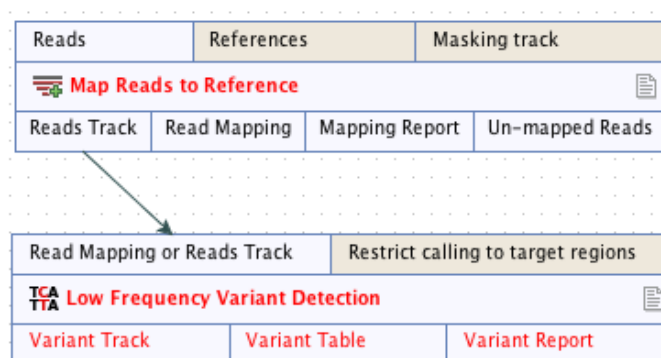 Reads References Masking track
Map Reads to Reference
Reads Track Read Mapping Mapping Report Un-mapped Reads
Read Mapping or Reads Track Restrict calling to target regions
TCA
TTA
Low Frequency Variant Detection
Variant Track Variant Table Variant Report